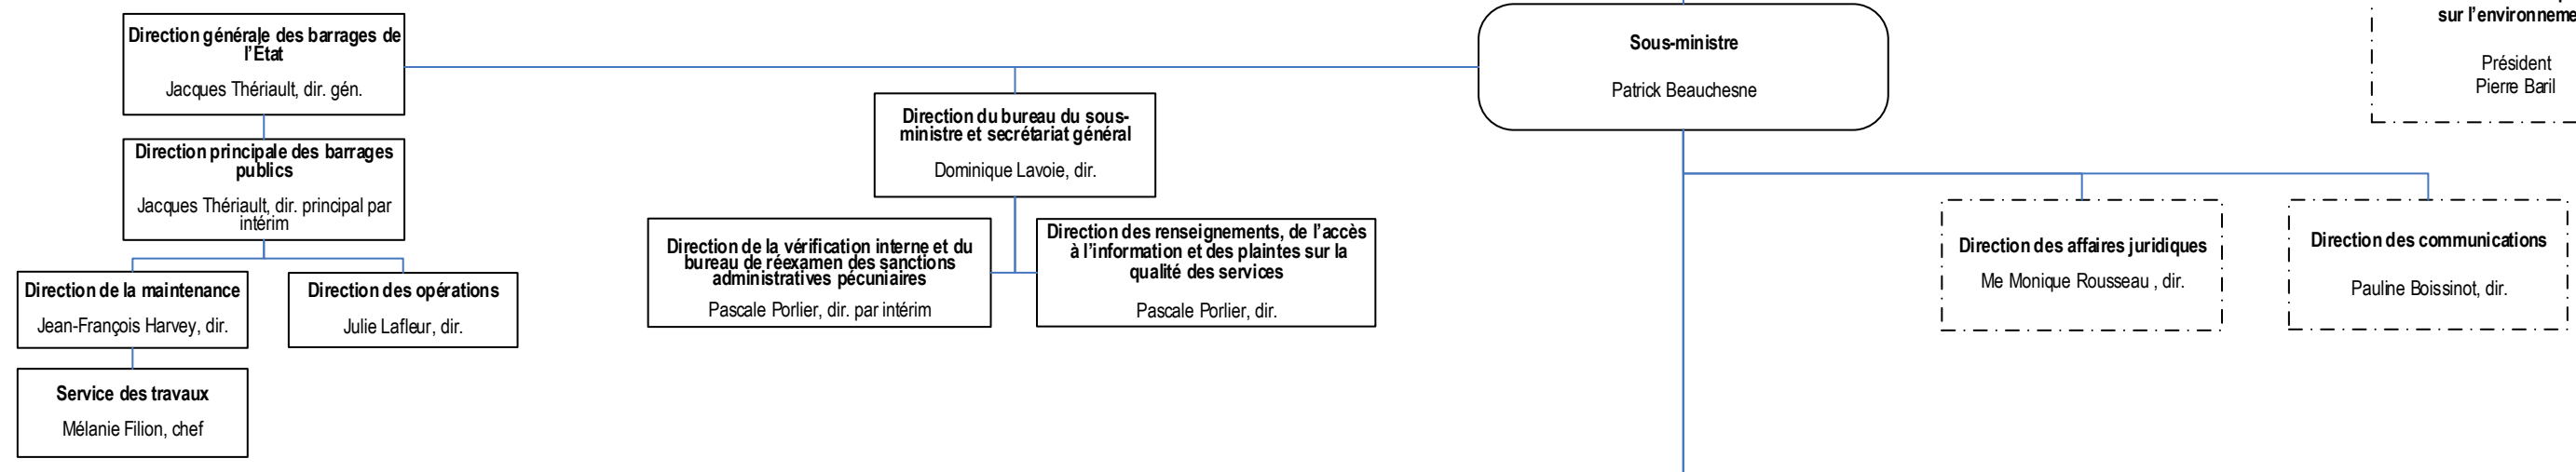 Direction générale des barrages de
l'État
Jacques Thériault, dir. gén.
Direction principale des barrages
publics
Jacques Thériault, dir. principal par
intérim
Direction de la maintenance
Jean-François Harvey, dir.
Direction des opérations
Julie Lafleur, dir.
Service des travaux
Mélanie Filion, chef
Direction du bureau du sous-
ministre et secrétariat général
Dominique Lavoie, dir.
Direction de la vérification interne et du
bureau de réexamen des sanctions
administratives pécuniaires
Pascale Porlier, dir. par intérim
Direction des renseignements, de l'accès
à l'information et des plaintes sur la
qualité des services
Pascale Porlier, dir.
Sous-ministre
Patrick Beauchesne
sur l'environneme
Président
Pierre Baril
Direction des affaires juridiques
Me Monique Rousseau , dir.
Direction des communications
Pauline Boissinot, dir.